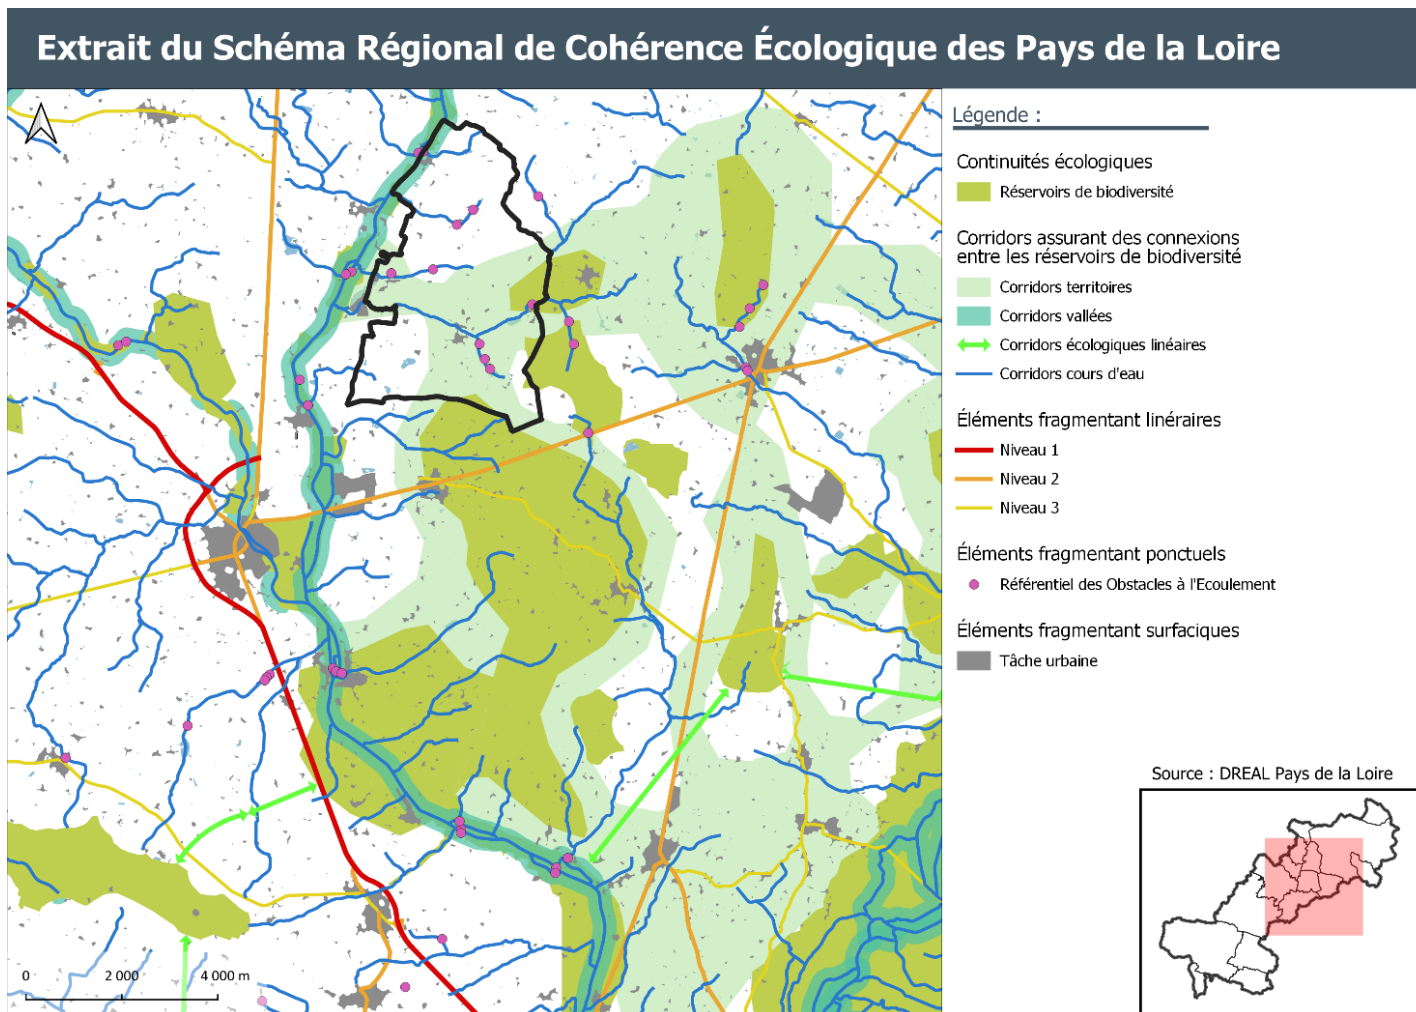 Extrait du Schéma Régional de Cohérence Écologique des Pays de la Loire
Légende :
Continuités écologiques
Réservoirs de biodiversité
Corridors assurant des connexions
entre les réservoirs de biodiversité
Corridors territoires
Corridors vallées
Corridors écologiques linéaires
Corridors cours d'eau
Éléments fragmentant linéraires
Niveau 1
Niveau 2
Niveau 3
Éléments fragmentant ponctuels
Référentiel des Obstacles à l'Ecoulement
Éléments fragmentant surfaciques
Tâche urbaine
Source : DREAL Pays de la Loire
0 2 000 4 000 m